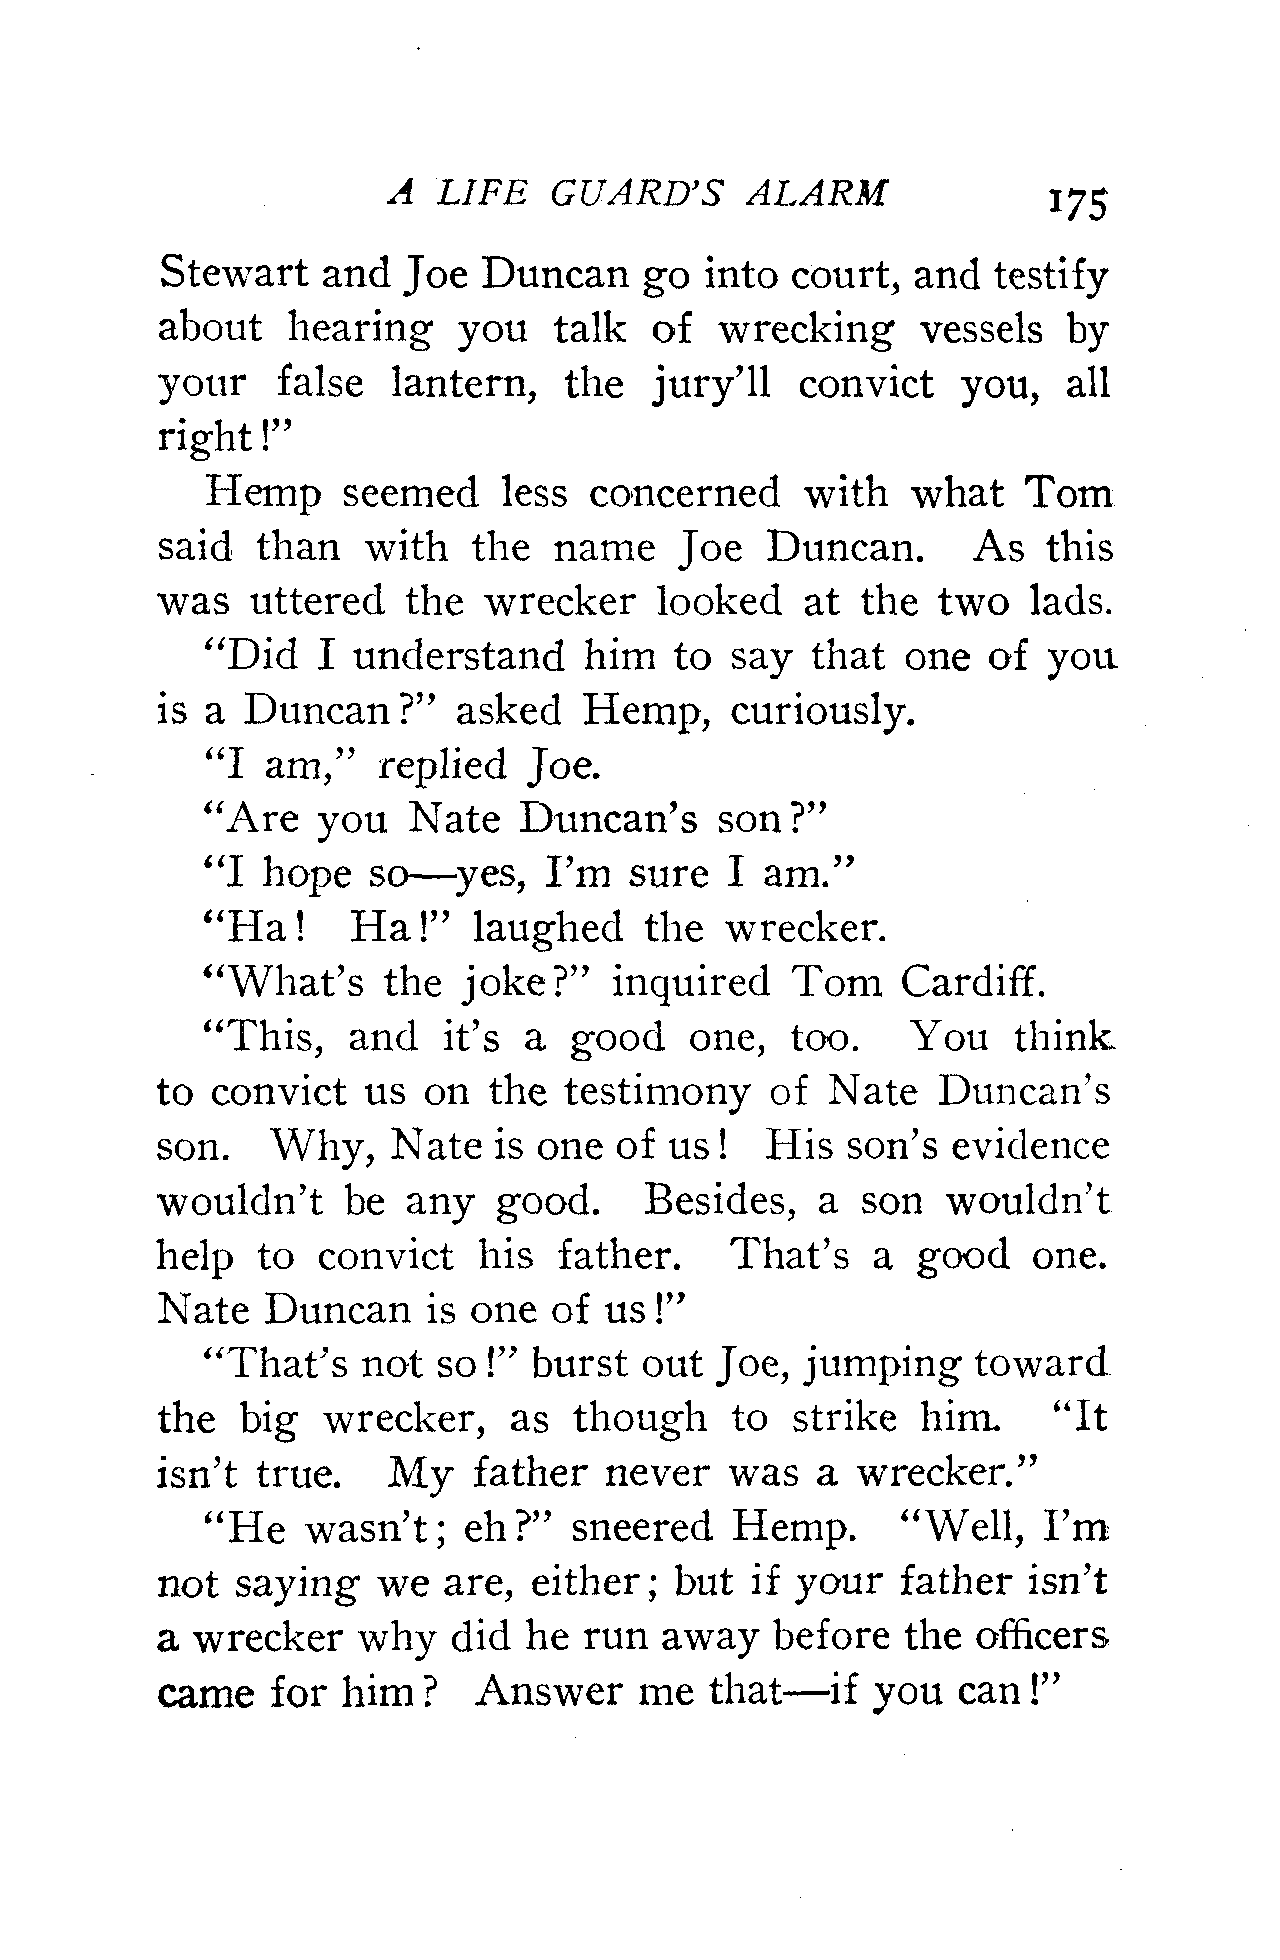 A LIFE GUARD'S ALARM 175
Stewart and Joe Duncan go into court, and testify
about hearing you talk of wrecking vessels by
your false lantern, the jury'll convict you, all
right!"
Hemp seemed less concerned with what Tom
said than with the name Joe Duncan. As this
was uttered the wrecker looked at the two lads.
"Did I understand him to say that one of you
is a Duncan?" asked Hemp, curiously.
"I am," replied Joe.
"Are you Nate Duncan's son?"
"I hope so—yes, I'm sure I am."
"Ha! Ha!" laughed the wrecker.
"What's the joke?" inquired Tom Cardiff.
"This, and it's a good one, too. You think
to convict us on the testimony of Nate Duncan's
son. Why, Nate is one of us! His son's evidence
wouldn't be any good. Besides, a son wouldn't
help to convict his father. That's a good one.
Nate Duncan is one of us!"
"That's not so!" burst out Joe, jumping toward
the big wrecker, as though to strike him. "It
isn't true. My father never was a wrecker."
"He wasn't; eh?" sneered Hemp. "Well, I'm
not saying we are, either; but if your father isn't
a wrecker why did he run away before the officers
came for him? Answer me that—if you can!"